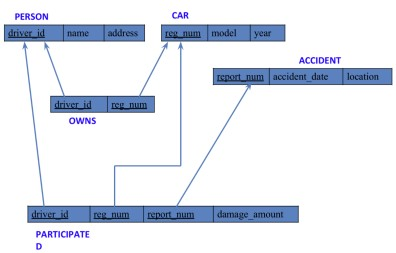 PERSON
CAR
driver_id name address
reg_num model year
ACCIDENT
report_num accident_date location
driver_id reg_num
OWNS
driver_id reg_num report_num damage_amount
PARTICIPATE
D